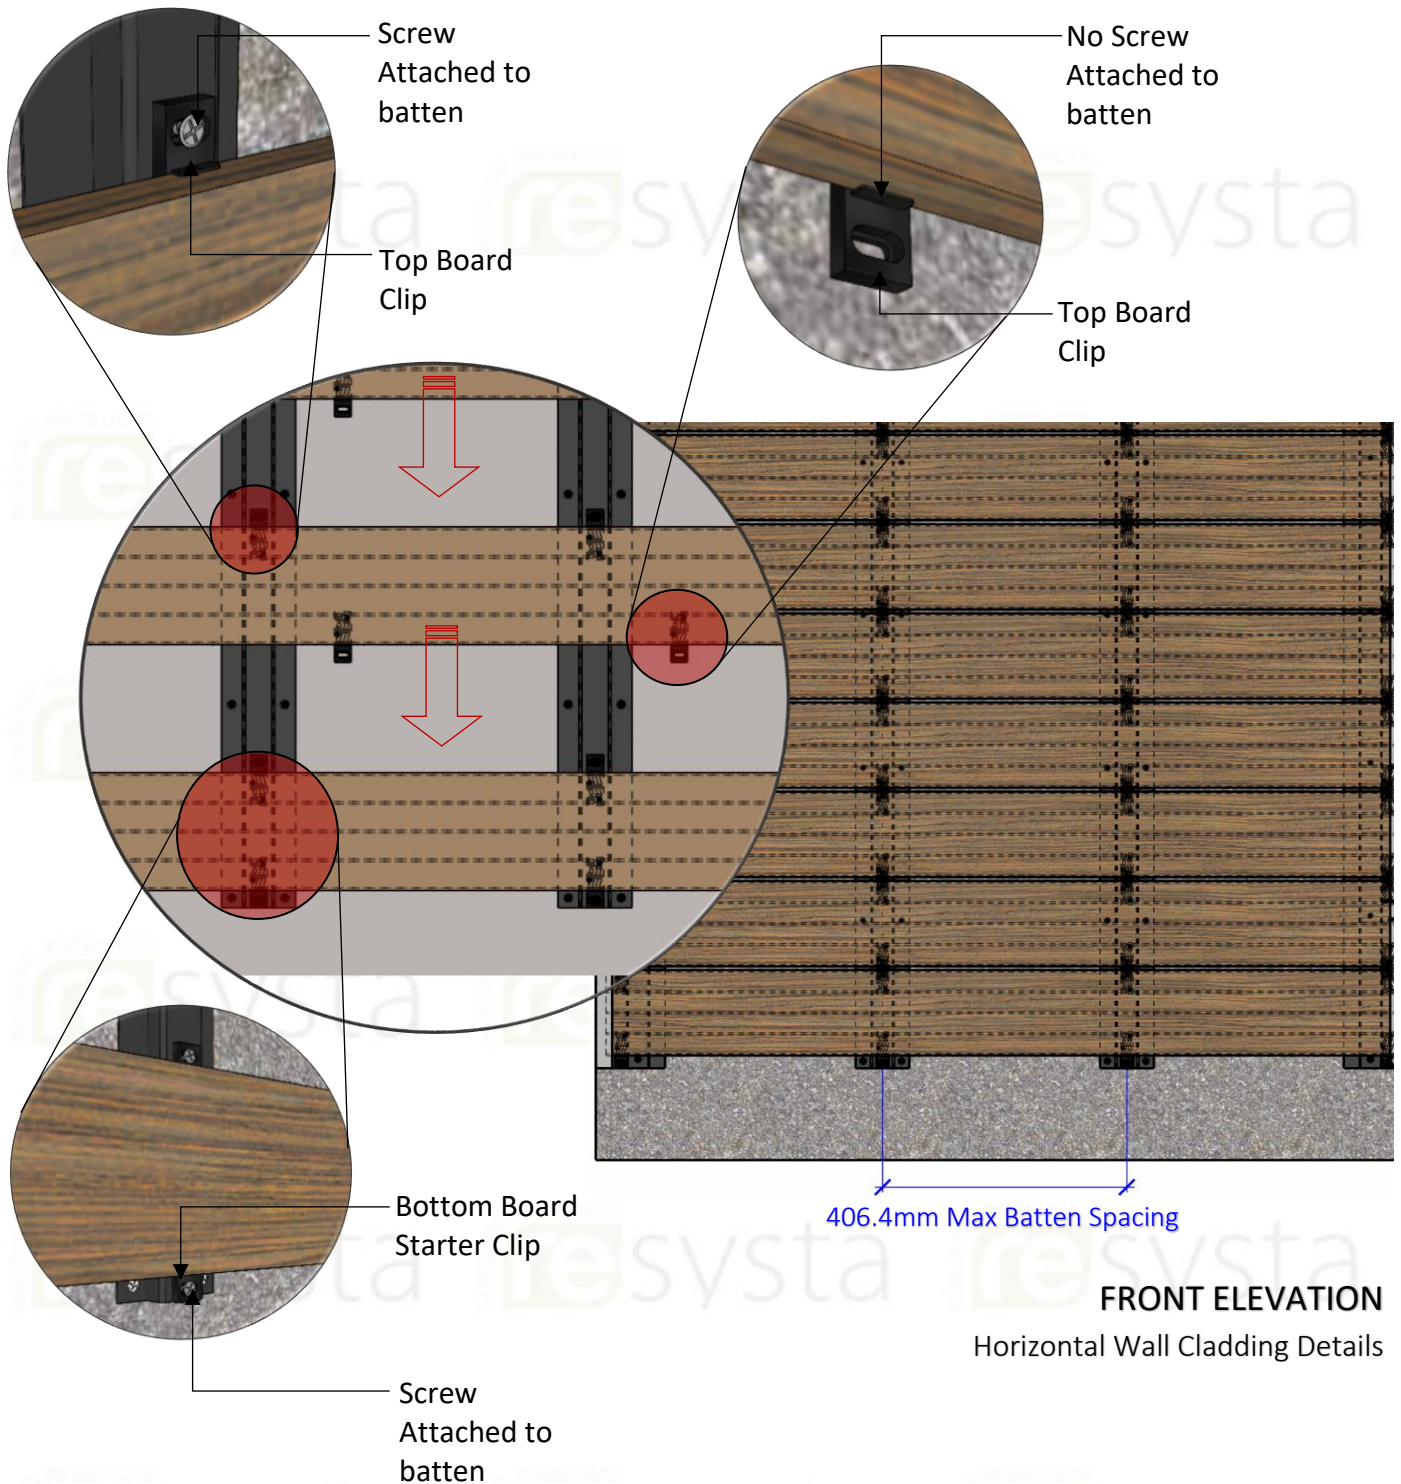 Screw
Attached to
batten
No Screw
Attached to
batten
Top Board
Clip
Top Board
Clip
Bottom Board
Starter Clip
406.4mm Max Batten Spacing
FRONT ELEVATION
Horizontal Wall Cladding Details
Screw
Attached to
batten
resysta